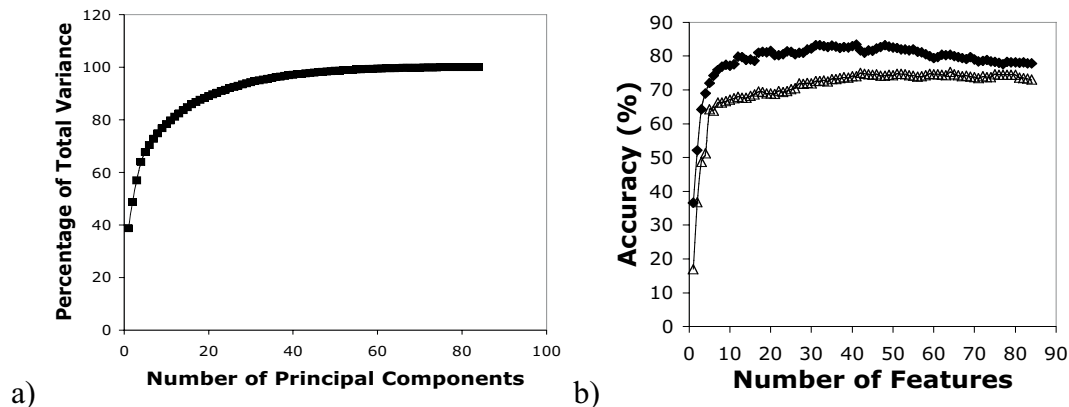 120
100
80
60
40
20
0
0 20 40 60 80 100
Percentage of Total Variance
Number of Principal Components
a)
90
80
70
60
50
40
30
20
10
0
0 10 20 30 40 50 60 70 80 90
Accuracy (%)
Number of Features
b)